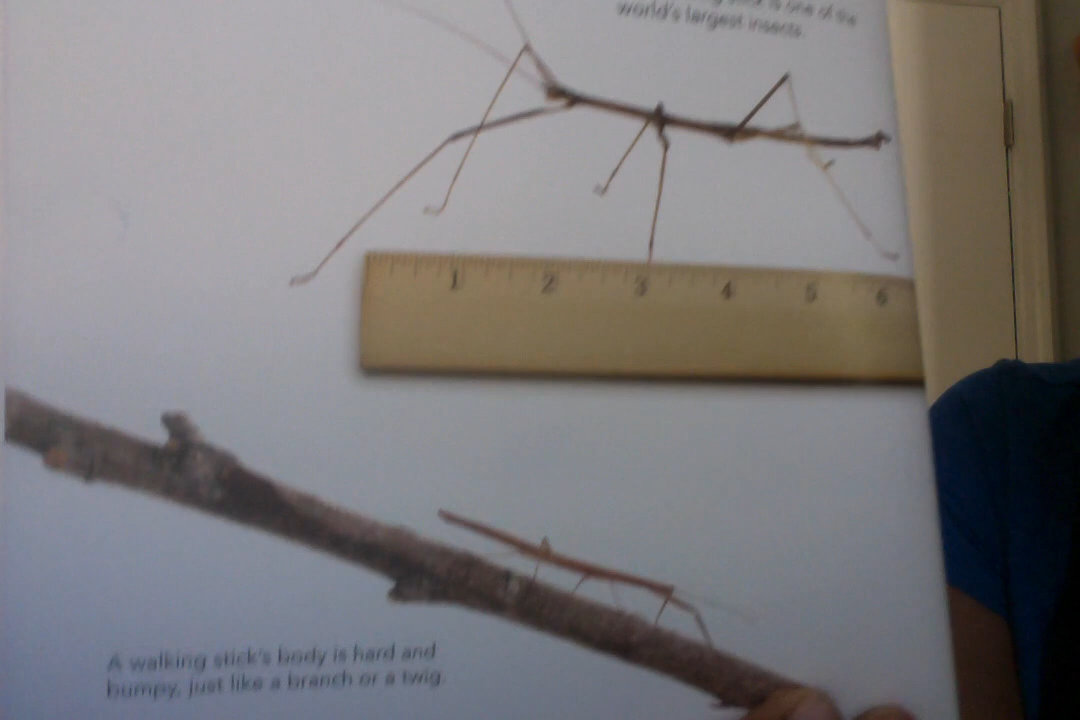 stick is one of the
world's largest insects.
1 2 3 4 5 6
A walking stick's body is hard and
bumpy, just like a branch or a twig.